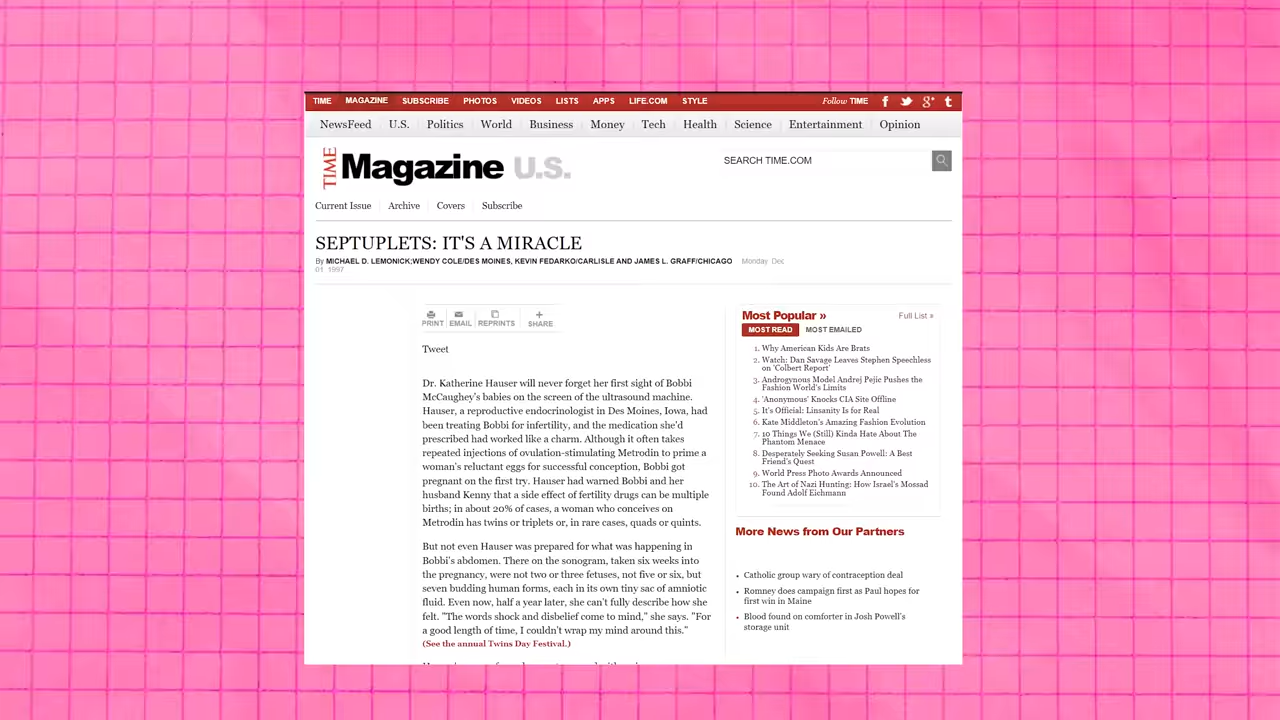 TIME MAGAZINE SUBSCRIBE PHOTOS VIDEOS LISTS APPS LIFE.COM STYLE Follow TIME f g+ t
NewsFeed U.S. Politics World Business Money Tech Health Science Entertainment Opinion
TIME Magazine U.S.
SEARCH TIME.COM
Current Issue Archive Covers Subscribe
SEPTUPLETS: IT'S A MIRACLE
By MICHAEL D. LEMONICK;WENDY COLE/DES MOINES, KEVIN FEDARKO/CARLISLE AND JAMES L. GRAFF/CHICAGO Monday Dec
01 1997
PRINT EMAIL REPRINTS SHARE
Tweet
Dr. Katherine Hauser will never forget her first sight of Bobbi
McCaughey's babies on the screen of the ultrasound machine.
Hauser, a reproductive endocrinologist in Des Moines, Iowa, had
been treating Bobbi for infertility, and the medication she'd
prescribed had worked like a charm. Although it often takes
repeated injections of ovulation-stimulating Metrodin to prime a
woman's reluctant eggs for successful conception, Bobbi got
pregnant on the first try. Hauser had warned Bobbi and her
husband Kenny that a side effect of fertility drugs can be multiple
births; in about 20% of cases, a woman who conceives on
Metrodin has twins or triplets or, in rare cases, quads or quints.
But not even Hauser was prepared for what was happening in
Bobbi's abdomen. There on the sonogram, taken six weeks into
the pregnancy, were not two or three fetuses, not five or six, but
seven budding human forms, each in its own tiny sac of amniotic
fluid. Even now, half a year later, she can't fully describe how she
felt. "The words shock and disbelief come to mind," she says. "For
a good length of time, I couldn't wrap my mind around this."
(See the annual Twins Day Festival.)
Most Popular » Full List »
MOST READ MOST EMAILED
1. Why American Kids Are Brats
2. Watch: Dan Savage Leaves Stephen Speechless
on 'Colbert Report'
3. Androgynous Model Andrej Pejic Pushes the
Fashion World's Limits
4. 'Anonymous' Knocks CIA Site Offline
5. It's Official: Linsanity Is for Real
6. Kate Middleton's Amazing Fashion Evolution
7. 10 Things We (Still) Kinda Hate About The
Phantom Menace
8. Desperately Seeking Susan Powell: A Best
Friend's Quest
9. World Press Photo Awards Announced
10. The Art of Nazi Hunting: How Israel's Mossad
Found Adolf Eichmann
More News from Our Partners
• Catholic group wary of contraception deal
• Romney does campaign first as Paul hopes for
first win in Maine
• Blood found on comforter in Josh Powell's
storage unit